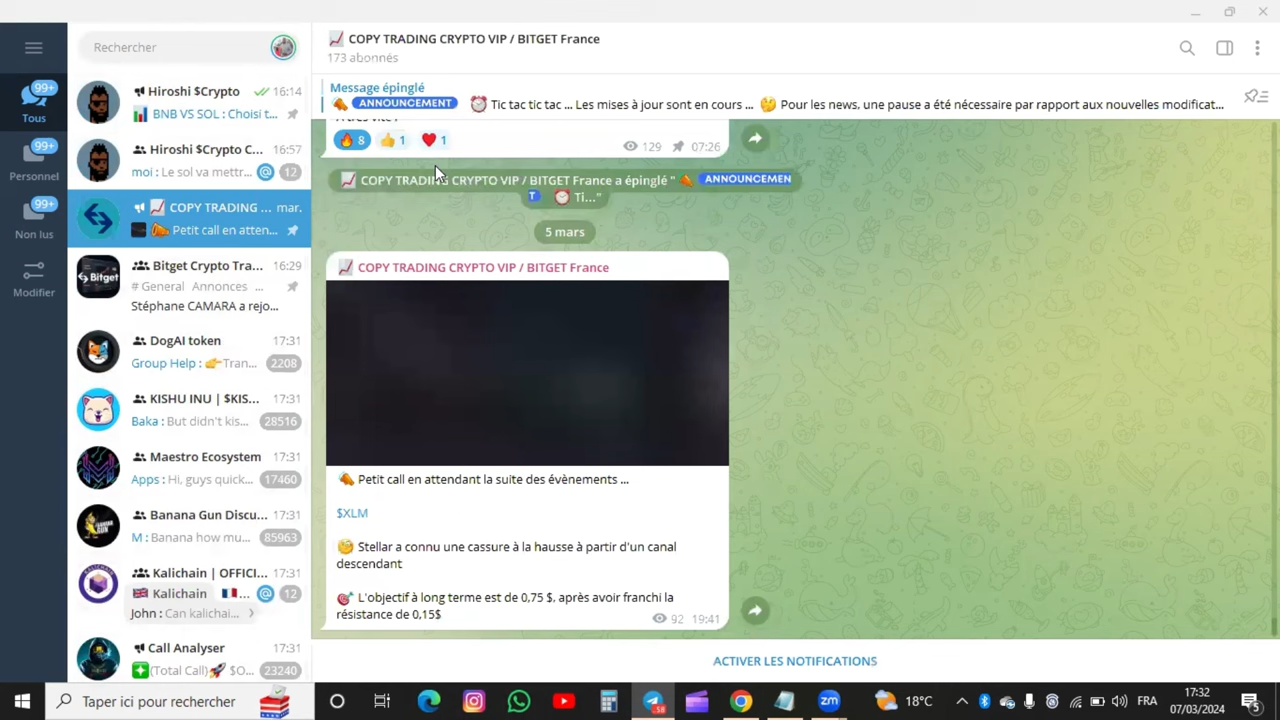 Rechercher
99+
Tous
99+
Personnel
99+
Non lus
Modifier
Hiroshi $Crypto 16:14
BNB VS SOL : Choisi t...
Hiroshi $Crypto C... 16:57
moi : Le sol va mettr... @ 12
COPY TRADING ... mar.
Petit call en atten...
Bitget
Bitget Crypto Tra... 16:29
# General Annonces ...
Stéphane CAMARA a rejo...
DogAI token 17:31
Group Help : 👉Tran... 2208
KISHU INU | $KIS... 17:31
Baka : But didn't kis... 28516
Maestro Ecosystem 17:31
Apps : Hi, guys quick... 17460
Banana Gun Discu... 17:31
M : Banana how mu... 85963
Kalichain | OFFICI... 17:31
🇬🇧 Kalichain 🇫🇷... @ 12
John : Can kalichai...
Call Analyser 17:31
(Total Call)🚀 $O... 23240
📈 COPY TRADING CRYPTO VIP / BITGET France
173 abonnés
Message épinglé
ANNOUNCEMENT ⏰ Tic tac tic tac ... Les mises à jour sont en cours ... 🤔 Pour les news, une pause a été nécessaire par rapport aux nouvelles modificat...
🔥 8 👍 1 ❤ 1 129 07:26
📈 COPY TRADING CRYPTO VIP / BITGET France a épinglé " ANNOUNCEMEN
T ⏰ Ti..."
5 mars
📈 COPY TRADING CRYPTO VIP / BITGET France
Petit call en attendant la suite des évènements ...
$XLM
🧐 Stellar a connu une cassure à la hausse à partir d'un canal
descendant
🎯 L'objectif à long terme est de 0,75 $, après avoir franchi la
résistance de 0,15$
92 19:41
ACTIVER LES NOTIFICATIONS
Taper ici pour rechercher
58
zm
18°C
FRA
17:32
07/03/2024
5